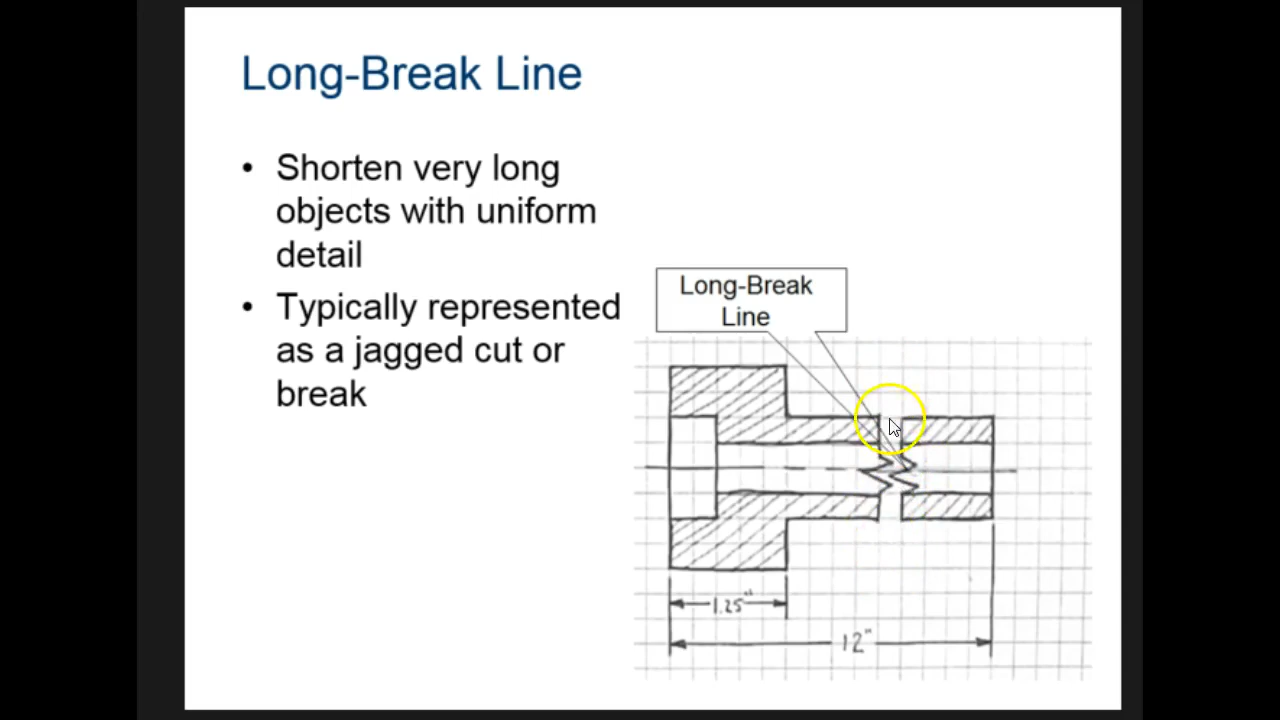 Long-Break Line
• Shorten very long
objects with uniform
detail
• Typically represented
as a jagged cut or
break
Long-Break
Line
1.25"
12"